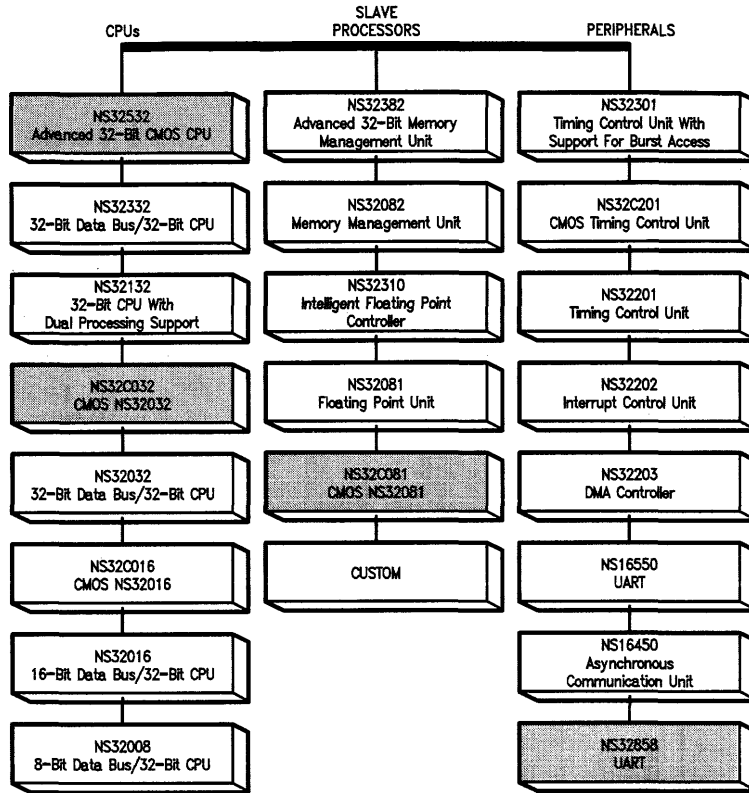 CPUs
NS32532
Advanced 32-Bit CMOS CPU
NS32332
32-Bit Data Bus/32-Bit CPU
NS32132
32-Bit CPU With
Dual Processing Support
NS32C032
CMOS NS32032
NS32032
32-Bit Data Bus/32-Bit CPU
NS32C016
CMOS NS32016
NS32016
16-Bit Data Bus/32-Bit CPU
NS32008
8-Bit Data Bus/32-Bit CPU
SLAVE
PROCESSORS
NS32382
Advanced 32-Bit Memory
Management Unit
NS32082
Memory Management Unit
NS32310
Intelligent Floating Point
Controller
NS32081
Floating Point Unit
NS32C081
CMOS NS32081
CUSTOM
PERIPHERALS
NS32301
Timing Control Unit With
Support For Burst Access
NS32C201
CMOS Timing Control Unit
NS32201
Timing Control Unit
NS32202
Interrupt Control Unit
NS32203
DMA Controller
NS16550
UART
NS16450
Asynchronous
Communication Unit
NS32858
UART